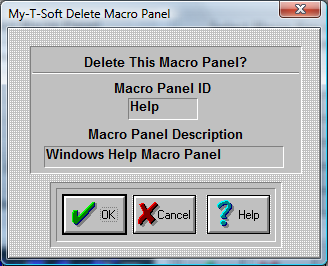 My-T-Soft Delete Macro Panel
Delete This Macro Panel?
Macro Panel ID
Help
Macro Panel Description
Windows Help Macro Panel
OK Cancel Help